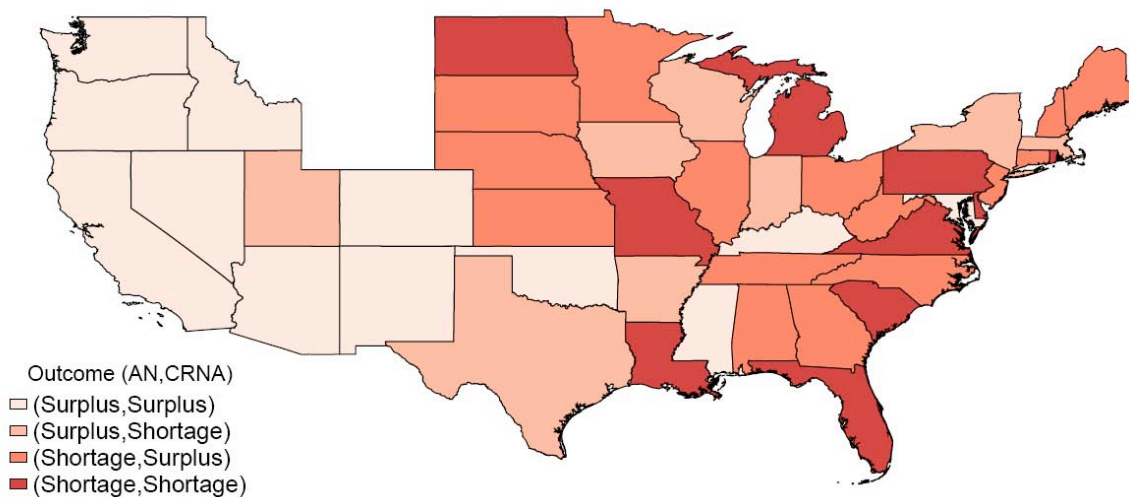 Outcome (AN,CRNA)
(Surplus,Surplus)
(Surplus,Shortage)
(Shortage,Surplus)
(Shortage,Shortage)